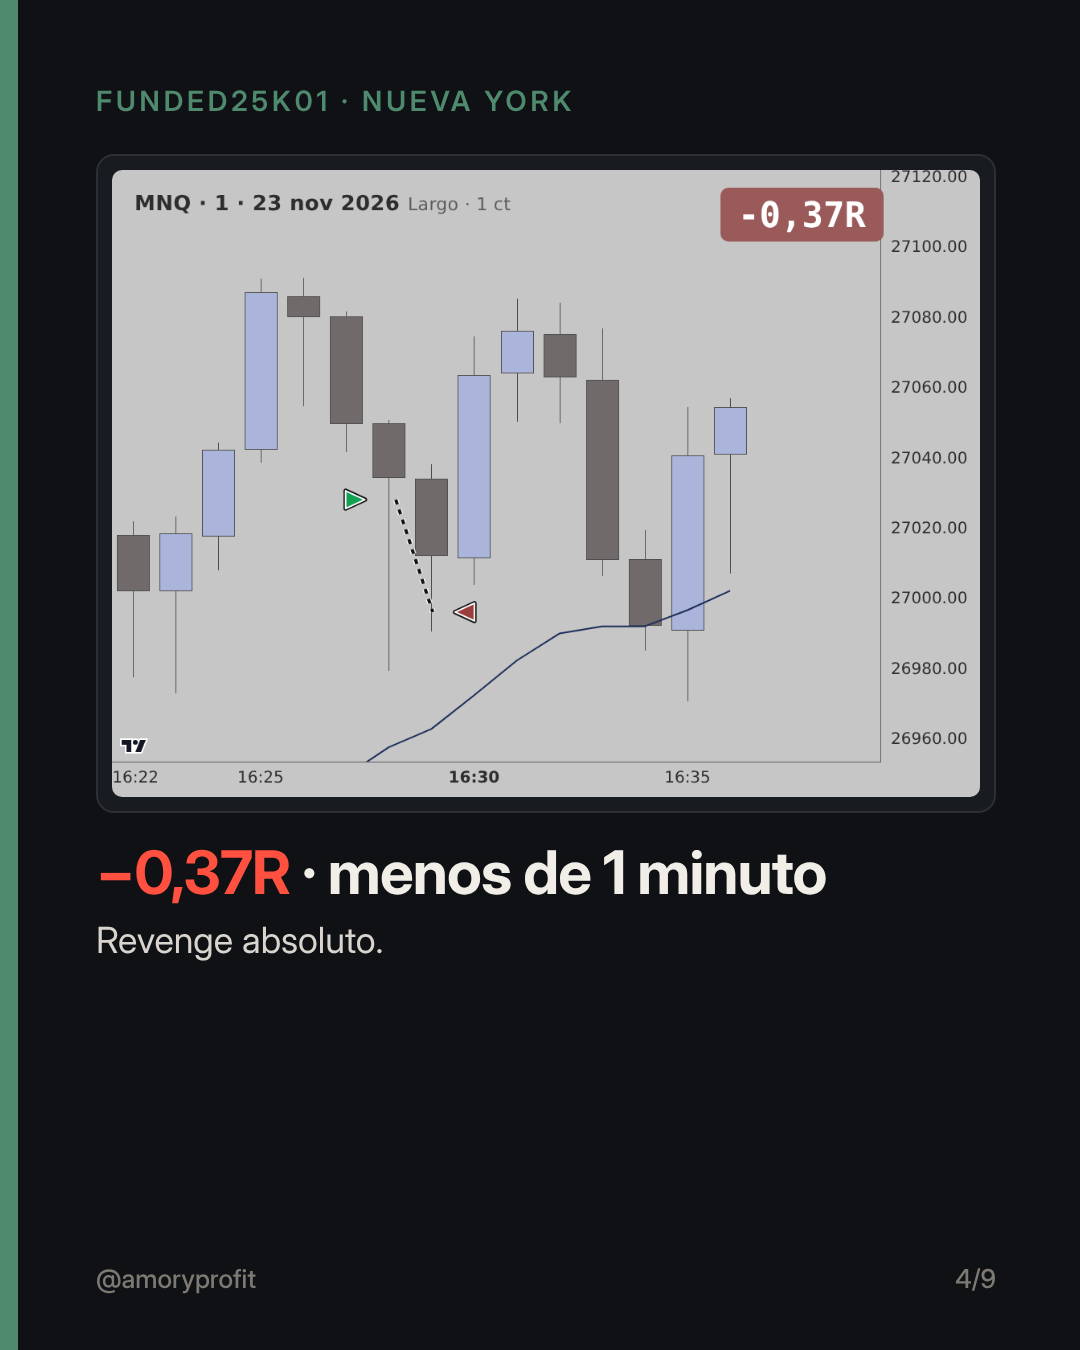 FUNDED25K01 · NUEVA YORK
MNQ · 1 · 23 nov 2026 Largo · 1 ct
-0,37R
27120.00
27100.00
27080.00
27060.00
27040.00
27020.00
27000.00
26980.00
26960.00
16:22 16:25 16:30 16:35
−0,37R · menos de 1 minuto
Revenge absoluto.
@amoryprofit 4/9